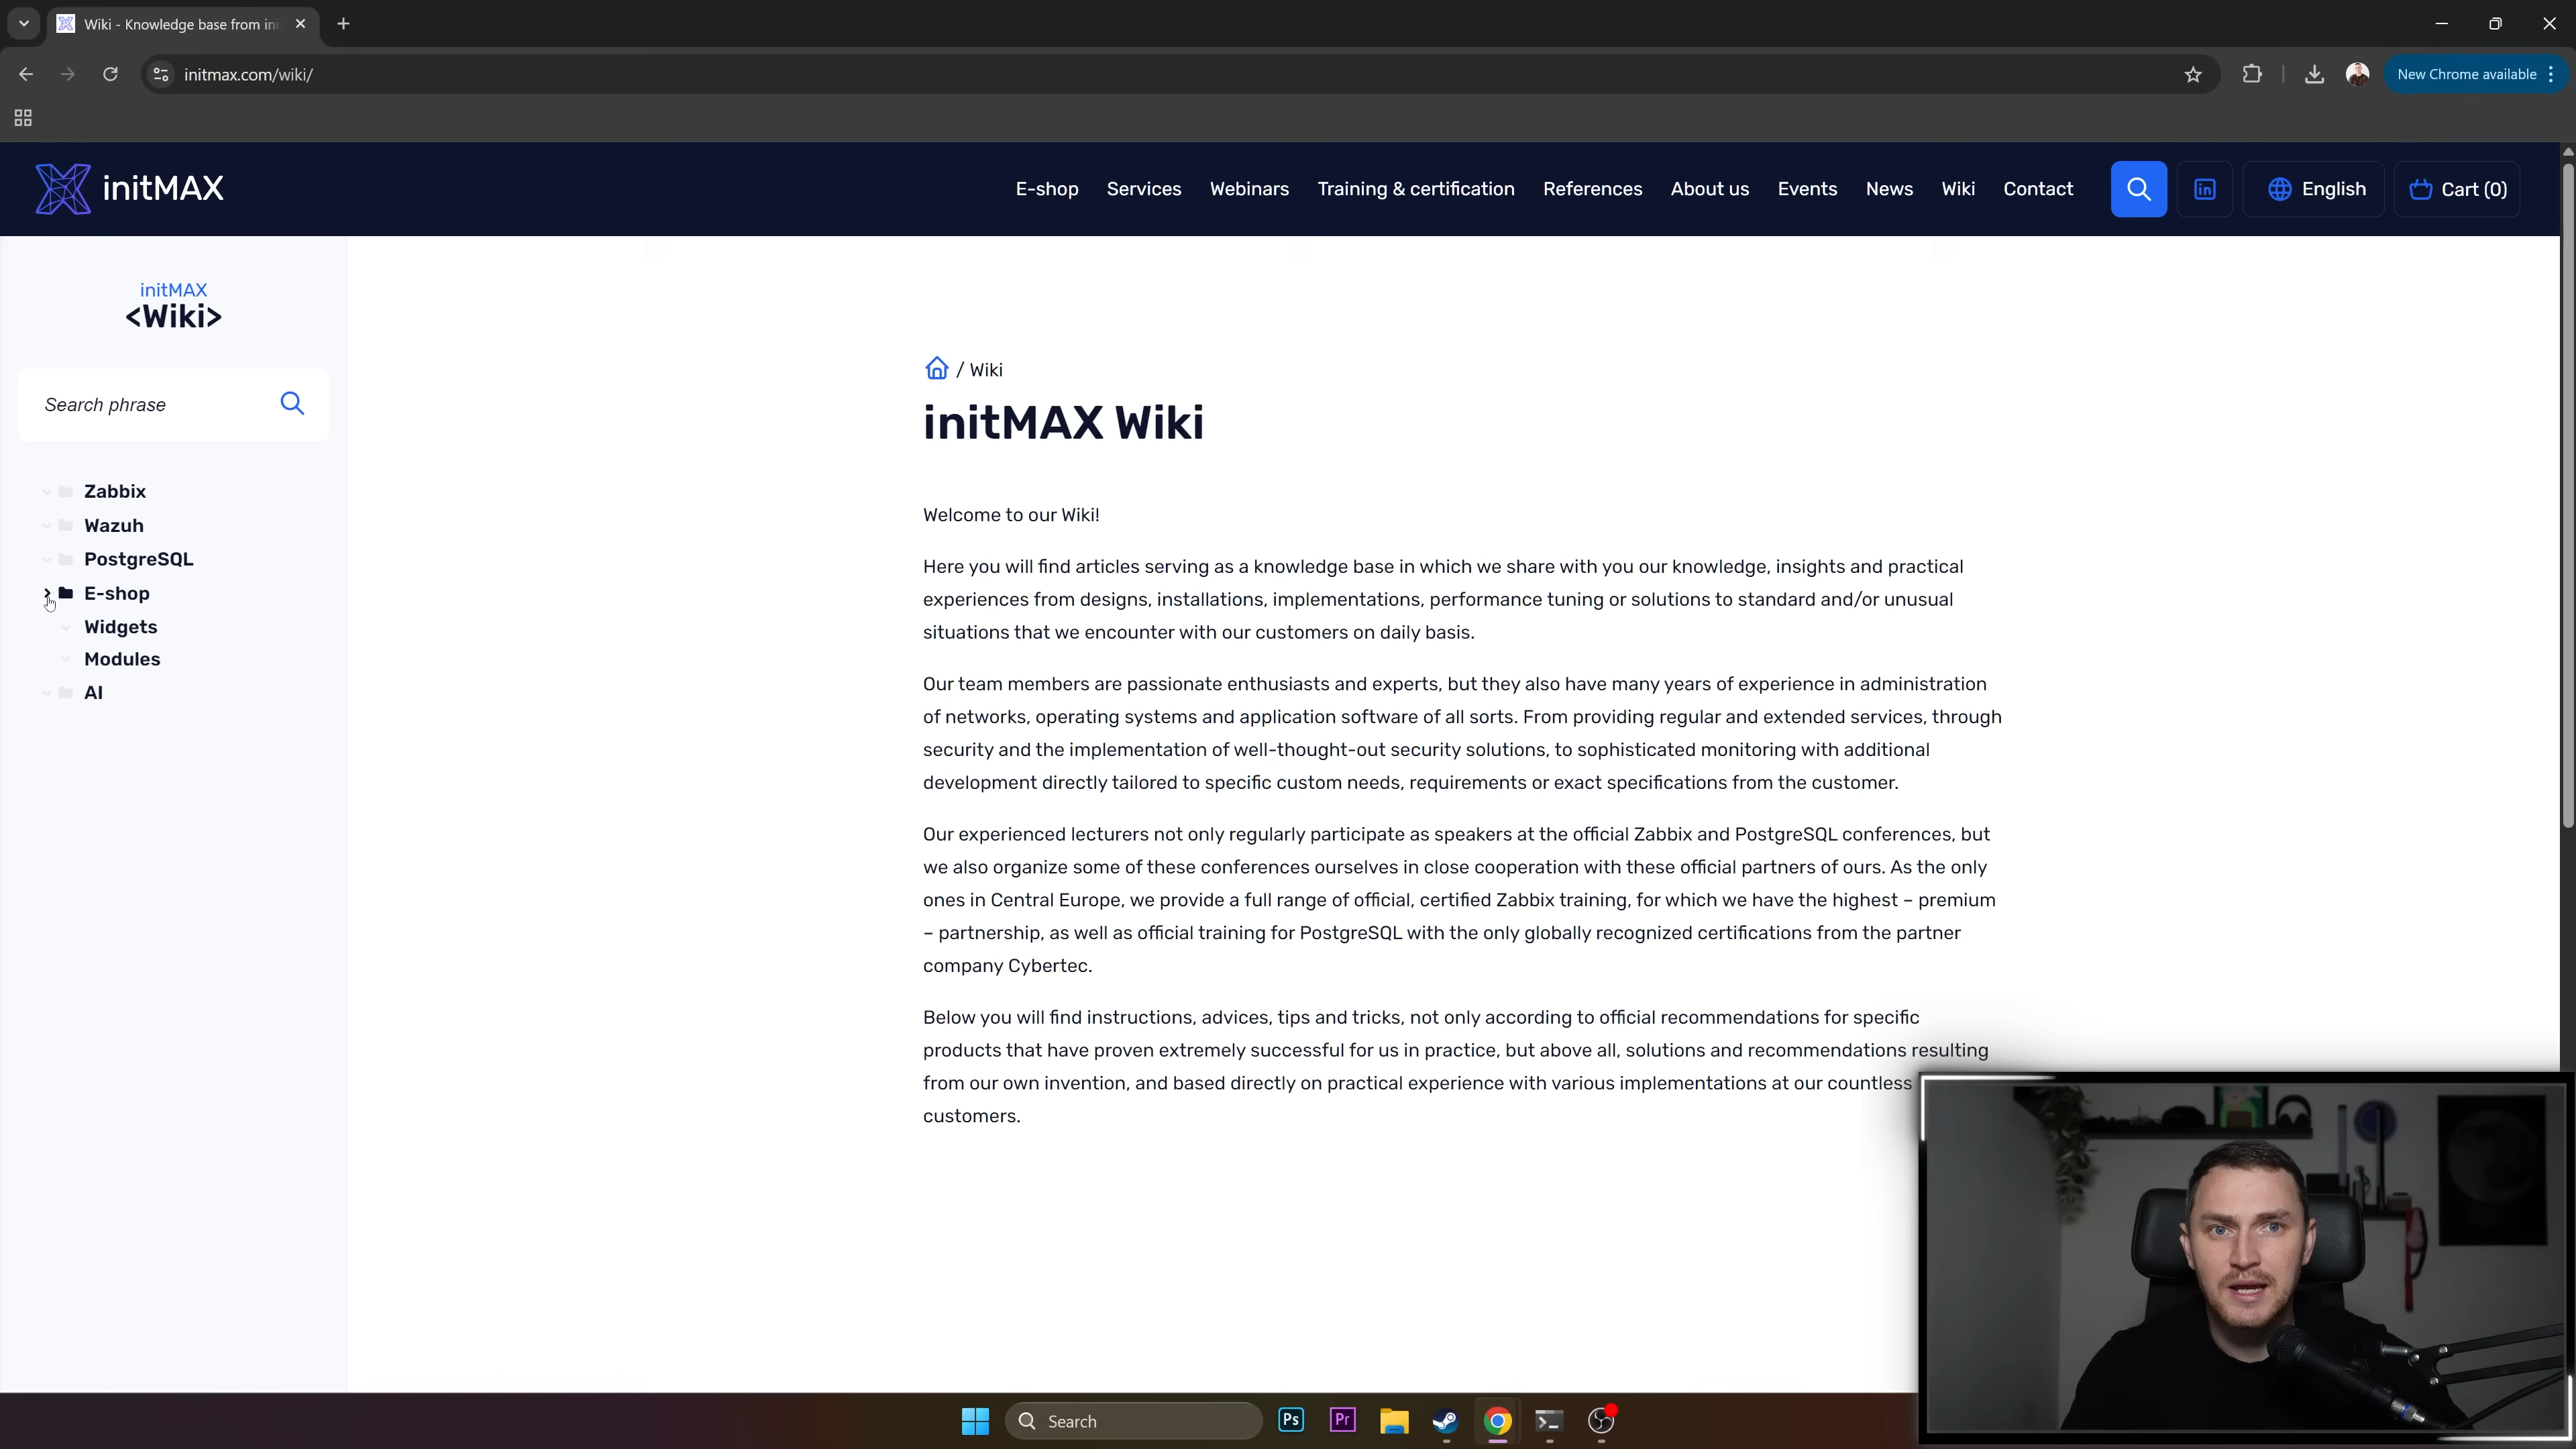 Wiki - Knowledge base from ini
initmax.com/wiki/
New Chrome available
initMAX
E-shop
Services
Webinars
Training & certification
References
About us
Events
News
Wiki
Contact
in
English
Cart (0)
initMAX
<Wiki>
Search phrase
Zabbix
Wazuh
PostgreSQL
E-shop
Widgets
Modules
AI
/ Wiki
initMAX Wiki
Welcome to our Wiki!
Here you will find articles serving as a knowledge base in which we share with you our knowledge, insights and practical
experiences from designs, installations, implementations, performance tuning or solutions to standard and/or unusual
situations that we encounter with our customers on daily basis.
Our team members are passionate enthusiasts and experts, but they also have many years of experience in administration
of networks, operating systems and application software of all sorts. From providing regular and extended services, through
security and the implementation of well-thought-out security solutions, to sophisticated monitoring with additional
development directly tailored to specific custom needs, requirements or exact specifications from the customer.
Our experienced lecturers not only regularly participate as speakers at the official Zabbix and PostgreSQL conferences, but
we also organize some of these conferences ourselves in close cooperation with these official partners of ours. As the only
ones in Central Europe, we provide a full range of official, certified Zabbix training, for which we have the highest – premium
– partnership, as well as official training for PostgreSQL with the only globally recognized certifications from the partner
company Cybertec.
Below you will find instructions, advices, tips and tricks, not only according to official recommendations for specific
products that have proven extremely successful for us in practice, but above all, solutions and recommendations resulting
from our own invention, and based directly on practical experience with various implementations at our countless
customers.
Search
Ps
Pr